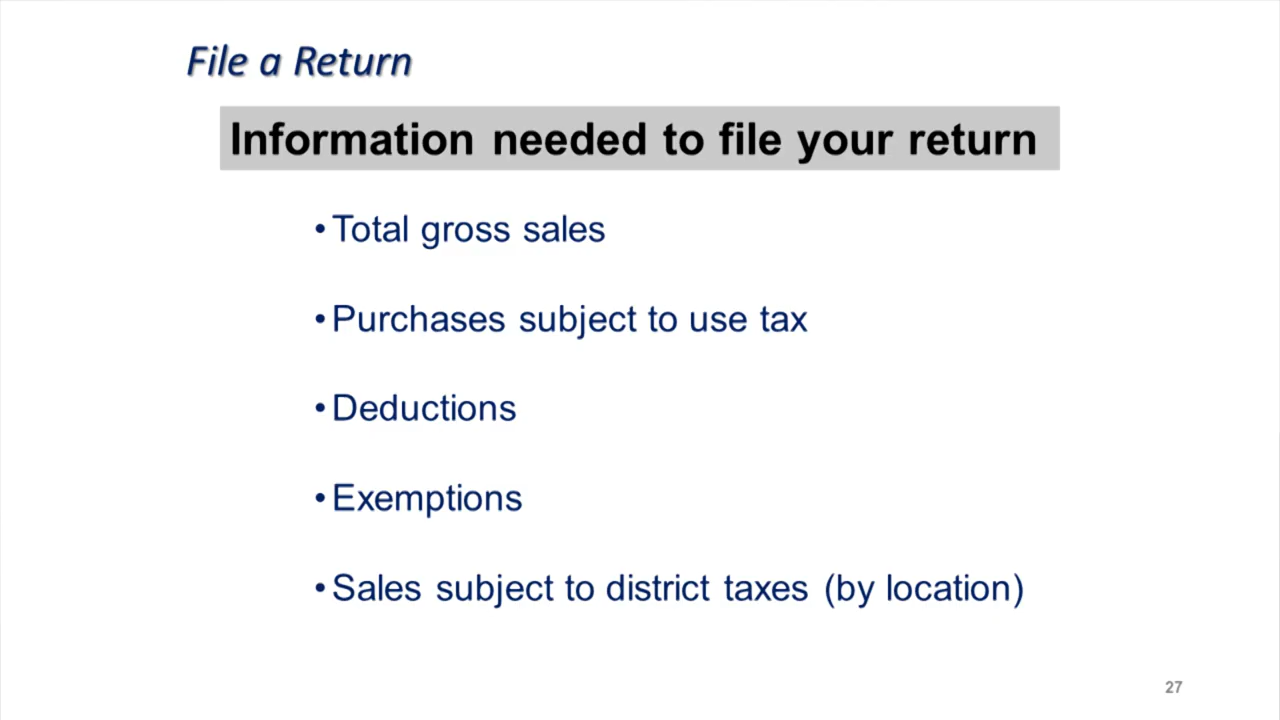 File a Return
Information needed to file your return
• Total gross sales
• Purchases subject to use tax
• Deductions
• Exemptions
• Sales subject to district taxes (by location)
27